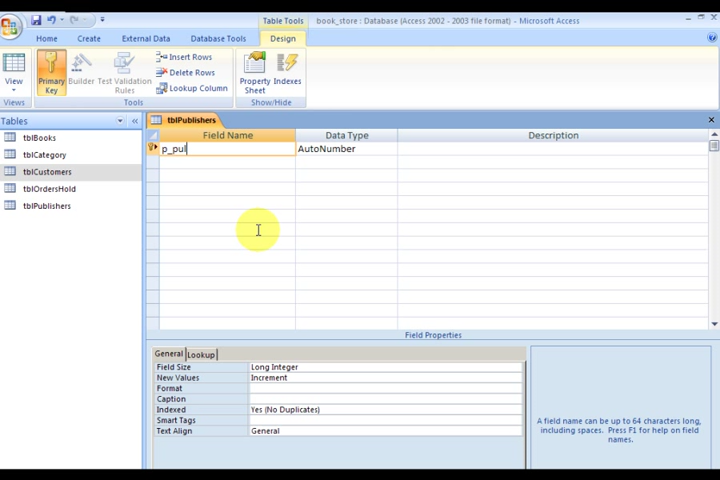 Table Tools
book_store : Database (Access 2002 - 2003 file format) - Microsoft Access
Home Create External Data Database Tools Design
View
Views
Primary Key
Builder
Test Validation Rules
Insert Rows
Delete Rows
Lookup Column
Tools
Property Sheet
Indexes
Show/Hide
Tables
tblBooks
tblCategory
tblCustomers
tblOrdersHold
tblPublishers
tblPublishers
Field Name Data Type Description
p_pul AutoNumber
Field Properties
General Lookup
Field Size Long Integer
New Values Increment
Format
Caption
Indexed Yes (No Duplicates)
Smart Tags
Text Align General
A field name can be up to 64 characters long,
including spaces. Press F1 for help on field
names.